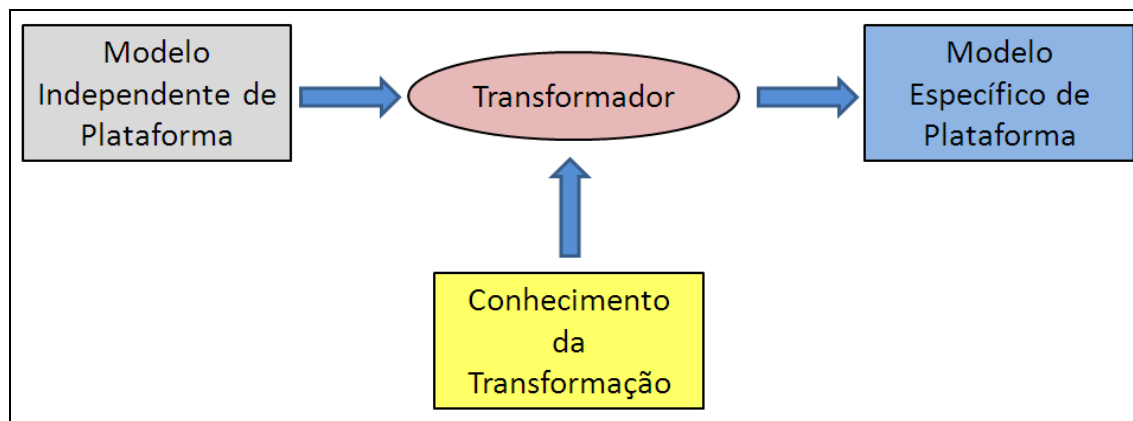 Modelo
Independente de
Plataforma
Transformador
Modelo
Específico de
Plataforma
Conhecimento
da
Transformação